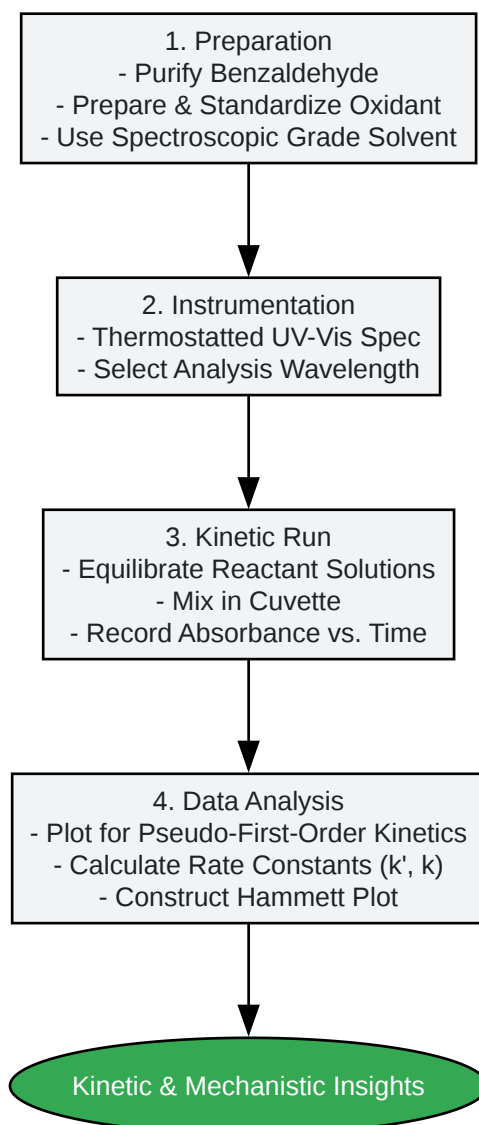 1. Preparation
- Purify Benzaldehyde
- Prepare & Standardize Oxidant
- Use Spectroscopic Grade Solvent
2. Instrumentation
- Thermostatted UV-Vis Spec
- Select Analysis Wavelength
3. Kinetic Run
- Equilibrate Reactant Solutions
- Mix in Cuvette
- Record Absorbance vs. Time
4. Data Analysis
- Plot for Pseudo-First-Order Kinetics
- Calculate Rate Constants (k', k)
- Construct Hammett Plot
Kinetic & Mechanistic Insights